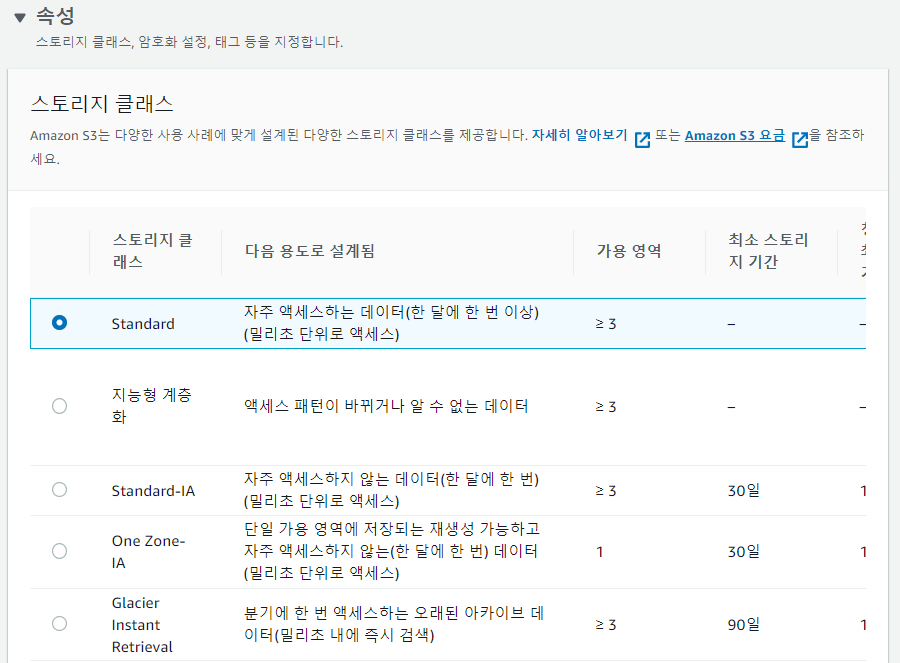 속성
스토리지 클래스, 암호화 설정, 태그 등을 지정합니다.
스토리지 클래스
Amazon S3는 다양한 사용 사례에 맞게 설계된 다양한 스토리지 클래스를 제공합니다. 자세히 알아보기 또는 Amazon S3 요금 을 참조하
세요.
스토리지 클
래스
다음 용도로 설계됨
가용 영역
최소 스토리
지 기간
Standard
자주 액세스하는 데이터(한 달에 한 번 이상)
(밀리초 단위로 액세스)
≥ 3
–
–
지능형 계층
화
액세스 패턴이 바뀌거나 알 수 없는 데이터
≥ 3
–
–
Standard-IA
자주 액세스하지 않는 데이터(한 달에 한 번)
(밀리초 단위로 액세스)
≥ 3
30일
1
One Zone-
IA
단일 가용 영역에 저장되는 재생성 가능하고
자주 액세스하지 않는(한 달에 한 번) 데이터
(밀리초 단위로 액세스)
1
30일
1
Glacier
Instant
Retrieval
분기에 한 번 액세스하는 오래된 아카이브 데
이터(밀리초 내에 즉시 검색)
≥ 3
90일
1